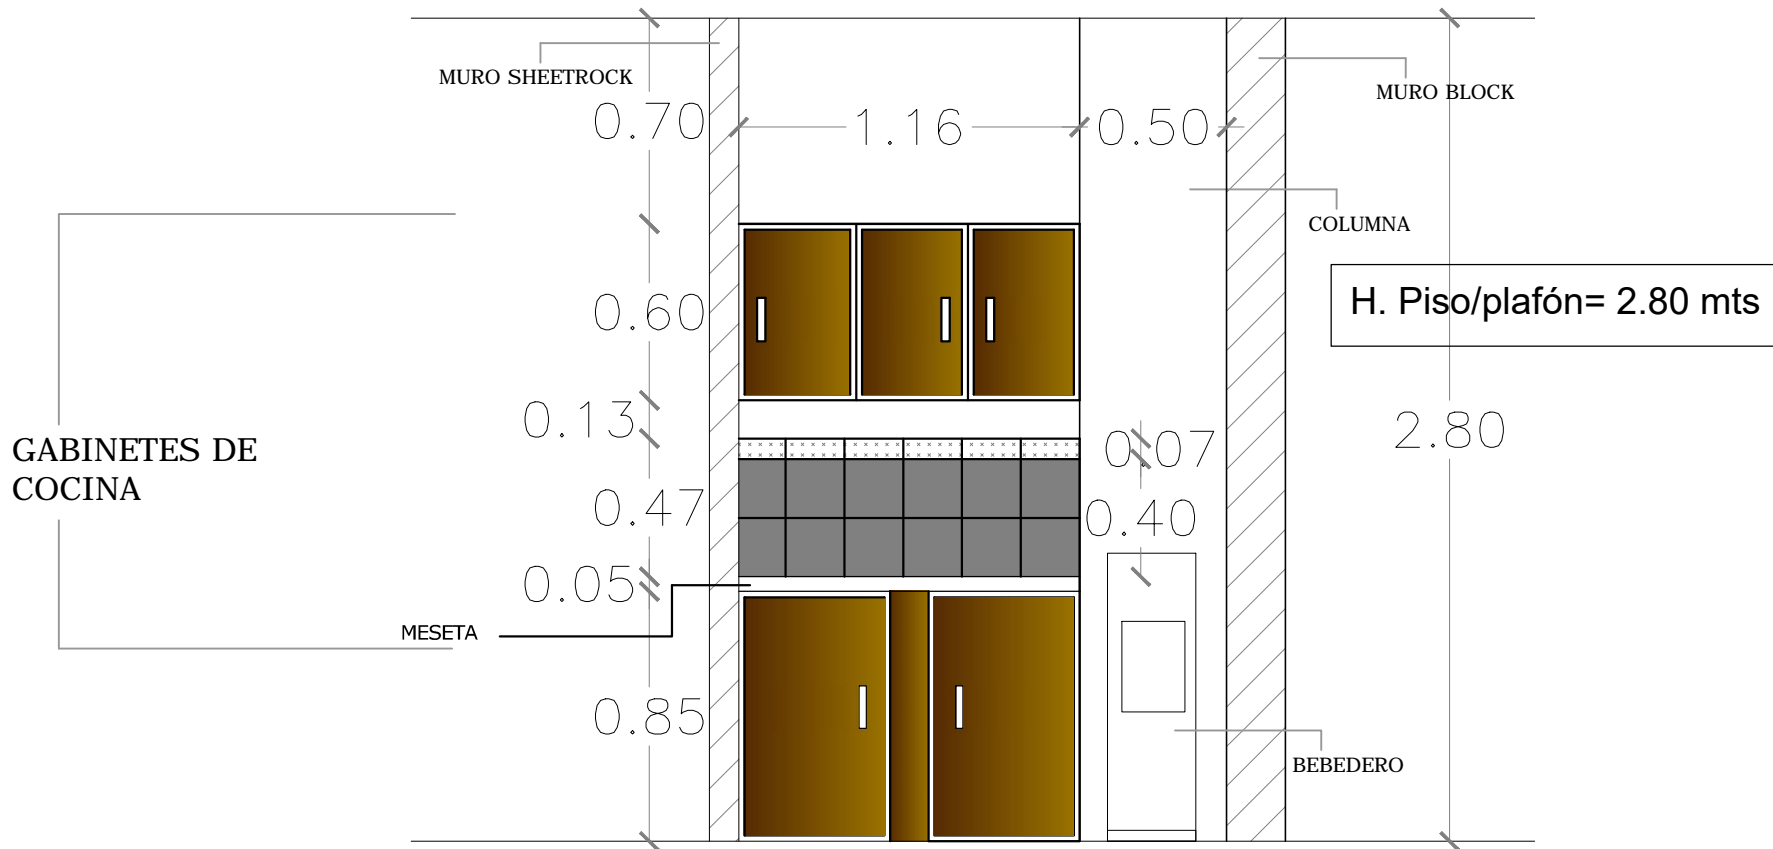 MURO SHEETROCK
MURO BLOCK
0.70
1.16
0.50
COLUMNA
H. Piso/plafón= 2.80 mts
0.60
0.13
2.80
0.07
GABINETES DE
COCINA
0.47
0.40
0.05
MESETA
0.85
BEBEDERO